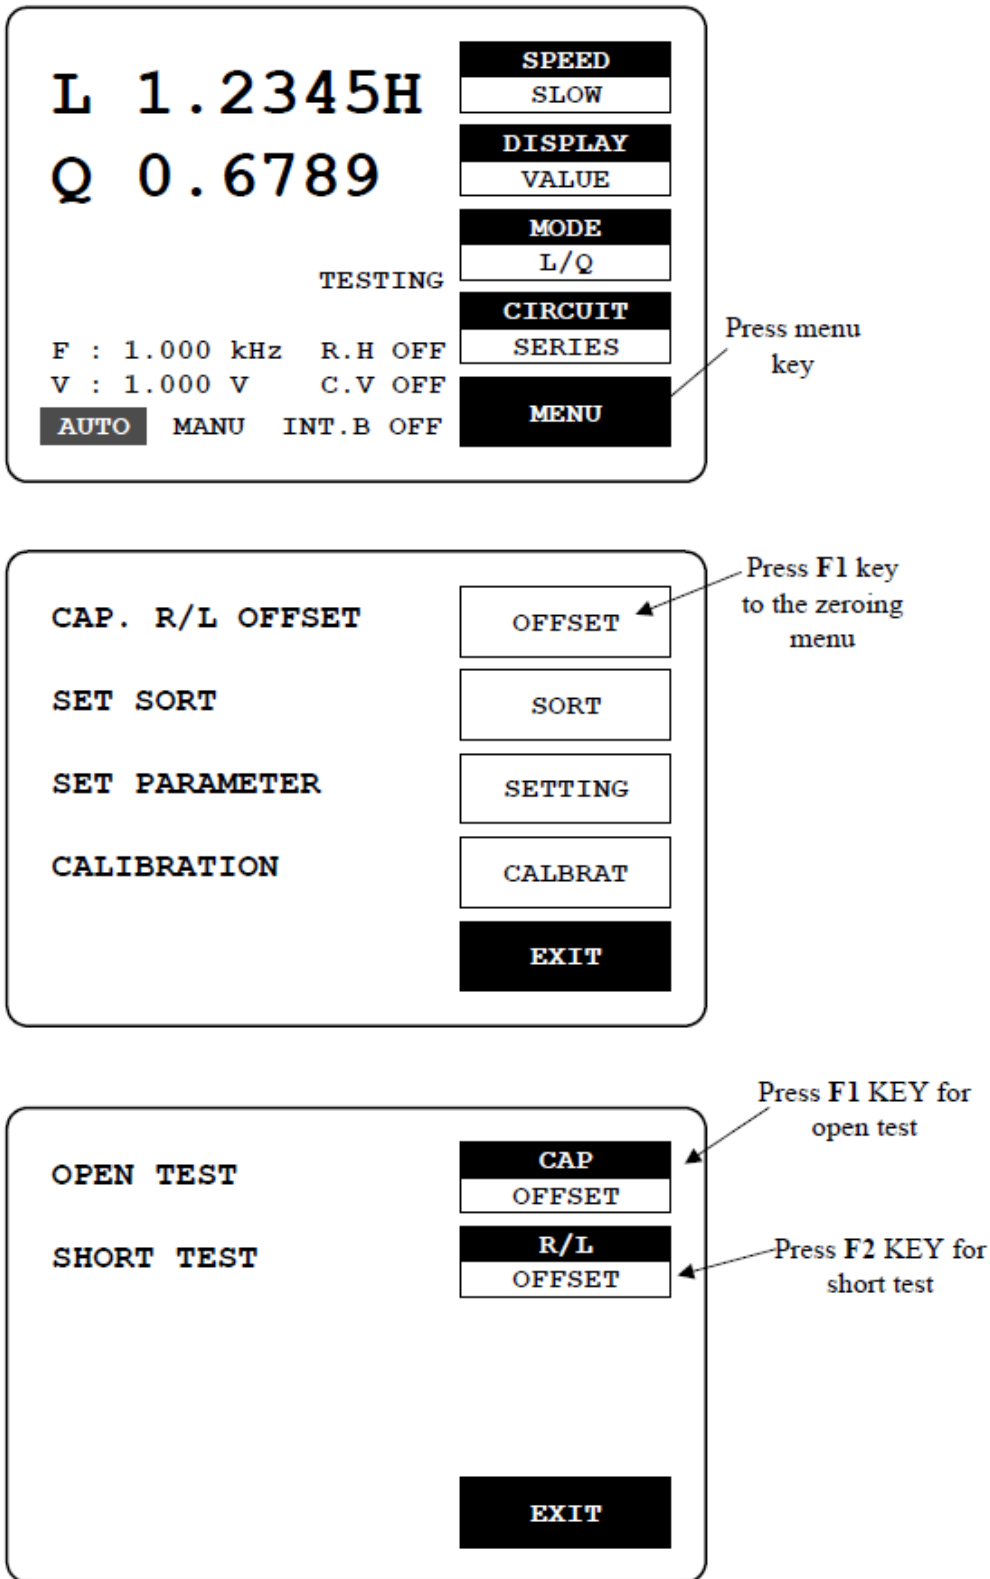 L 1.2345H
Q 0.6789
TESTING
F : 1.000 kHz R.H OFF
V : 1.000 V C.V OFF
AUTO MANU INT.B OFF
SPEED
SLOW
DISPLAY
VALUE
MODE
L/Q
CIRCUIT
SERIES
MENU
Press menu
key
CAP. R/L OFFSET
OFFSET
SET SORT
SORT
SET PARAMETER
SETTING
CALIBRATION
CALBRAT
EXIT
Press F1 key
to the zeroing
menu
OPEN TEST
CAP
OFFSET
SHORT TEST
R/L
OFFSET
EXIT
Press F1 KEY for
open test
Press F2 KEY for
short test